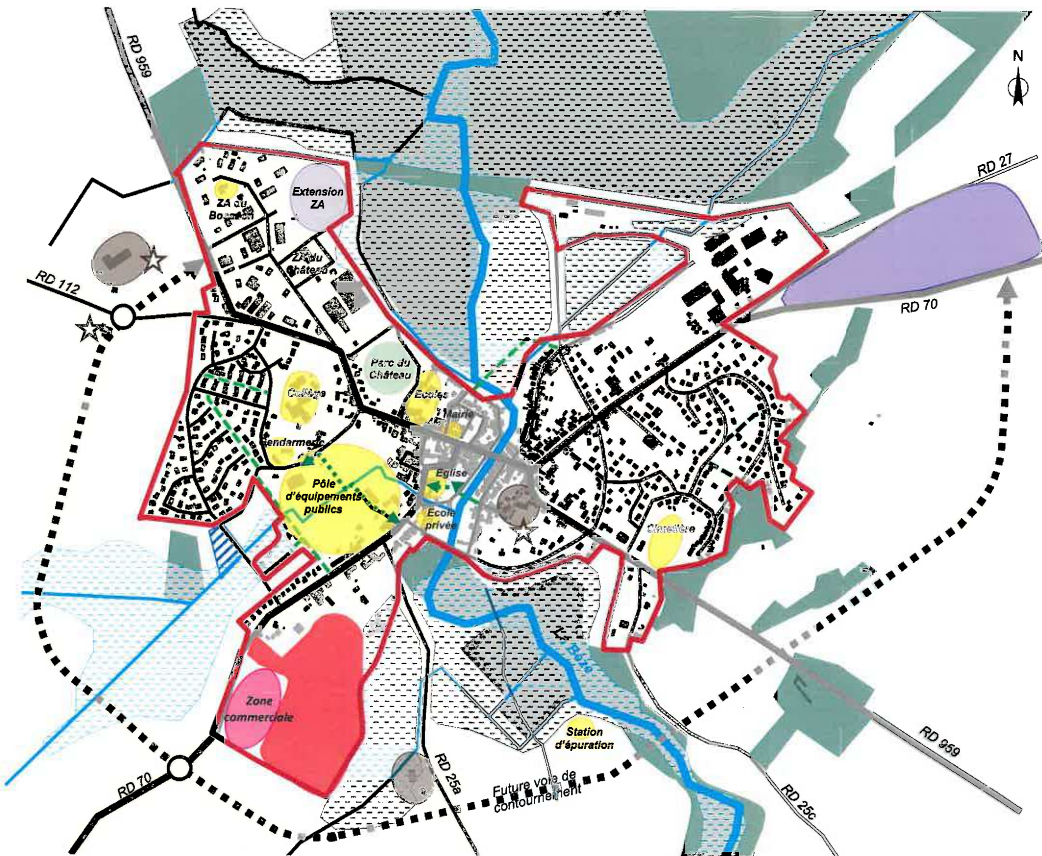 RD 959
N
RD 27
Extension
ZA
ZA du
ZA du
Château
RD 112
RD 70
Parc du
Château
Collège
Ecoles
Mairie
Gendarmerie
Pôle
d'équipements
publics
Eglise
Ecole
privée
Cimetière
Zone
commerciale
Station
d'épuration
RD 959
RD 70
RD 25a
Future voie de
contournement
RD 25c